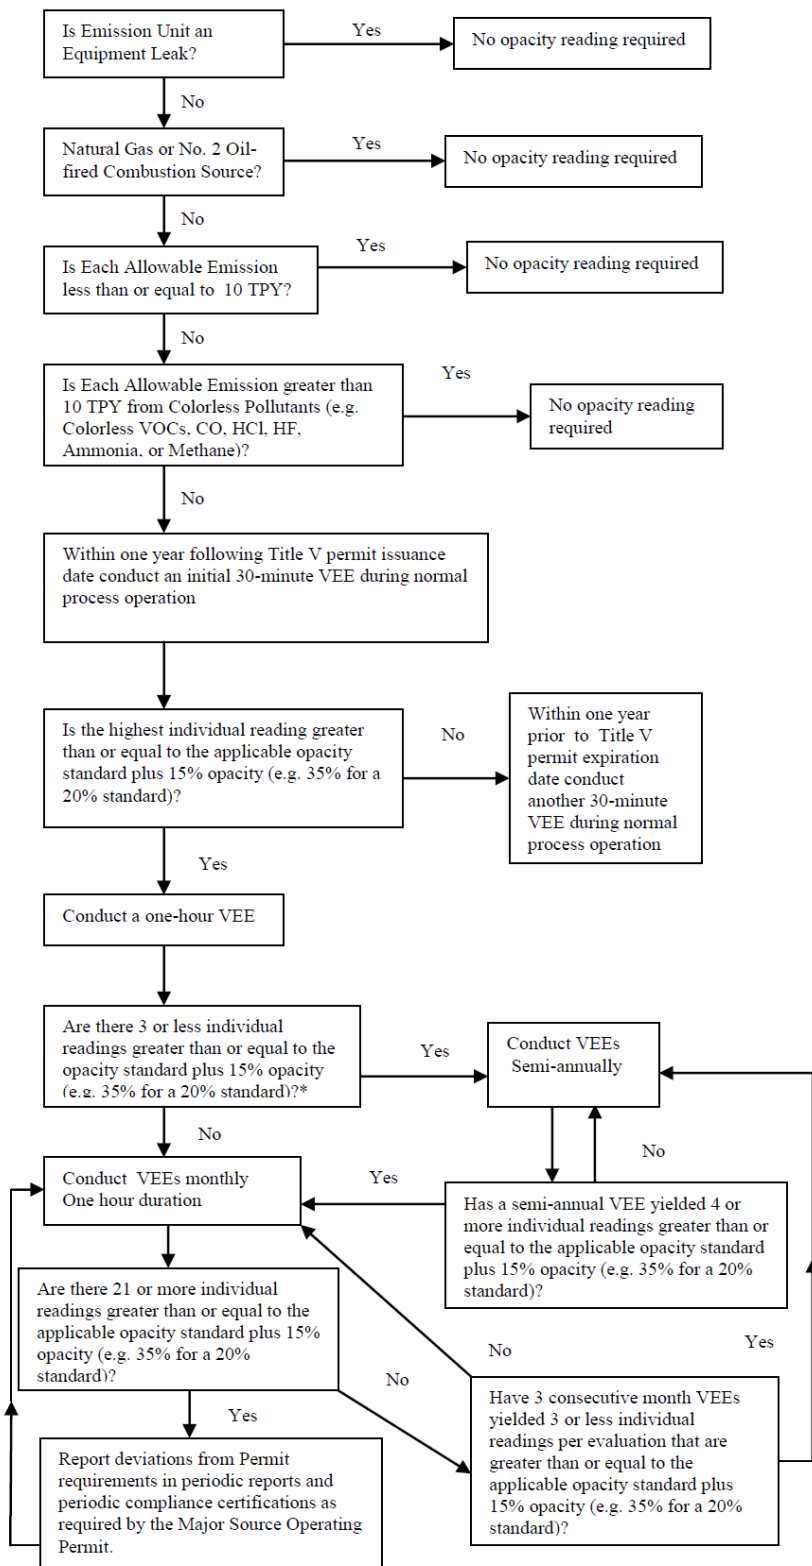 Is Emission Unit an
Equipment Leak?
Yes
No opacity reading required
No
Natural Gas or No. 2 Oil-
fired Combustion Source?
Yes
No opacity reading required
No
Is Each Allowable Emission
less than or equal to 10 TPY?
Yes
No opacity reading required
No
Is Each Allowable Emission greater than
10 TPY from Colorless Pollutants (e.g.
Colorless VOCs, CO, HCl, HF,
Ammonia, or Methane)?
Yes
No opacity reading
required
No
Within one year following Title V permit issuance
date conduct an initial 30-minute VEE during normal
process operation
Is the highest individual reading greater
than or equal to the applicable opacity
standard plus 15% opacity (e.g. 35% for a
20% standard)?
No
Within one year
prior to Title V
permit expiration
date conduct
another 30-minute
VEE during normal
process operation
Yes
Conduct a one-hour VEE
Are there 3 or less individual
readings greater than or equal to the
opacity standard plus 15% opacity
(e.g. 35% for a 20% standard)?*
Yes
Conduct VEEs
Semi-annually
No
No
Conduct VEEs monthly
One hour duration
Yes
Has a semi-annual VEE yielded 4 or
more individual readings greater than or
equal to the applicable opacity standard
plus 15% opacity (e.g. 35% for a 20%
standard)?
Are there 21 or more individual
readings greater than or equal to the
applicable opacity standard plus 15%
opacity (e.g. 35% for a 20%
standard)?
No
Yes
No
Yes
Have 3 consecutive month VEEs
yielded 3 or less individual
readings per evaluation that are
greater than or equal to the
applicable opacity standard plus
15% opacity (e.g. 35% for a 20%
standard)?
Report deviations from Permit
requirements in periodic reports and
periodic compliance certifications as
required by the Major Source Operating
Permit.